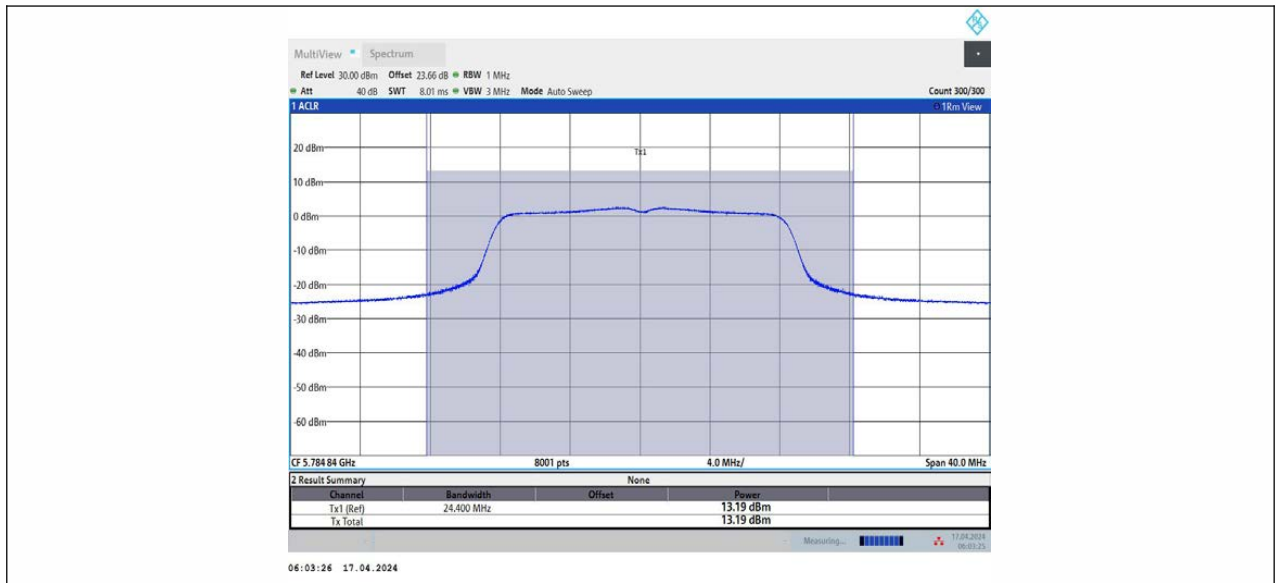 MultiView Spectrum
Ref Level 30.00 dBm Offset 23.66 dB RBW 1 MHz
Att 40 dB SWT 8.01 ms VBW 3 MHz Mode Auto Sweep Count 300/300
1 ACLR 1Rm View
Tx1
20 dBm
10 dBm
0 dBm
-10 dBm
-20 dBm
-30 dBm
-40 dBm
-50 dBm
-60 dBm
CF 5.784 84 GHz 8001 pts 4.0 MHz/ Span 40.0 MHz
2 Result Summary None
Channel Bandwidth Offset Power
Tx1 (Ref) 24.400 MHz 13.19 dBm
Tx Total 13.19 dBm
Measuring... 17.04.2024
06:03:25
06:03:26 17.04.2024